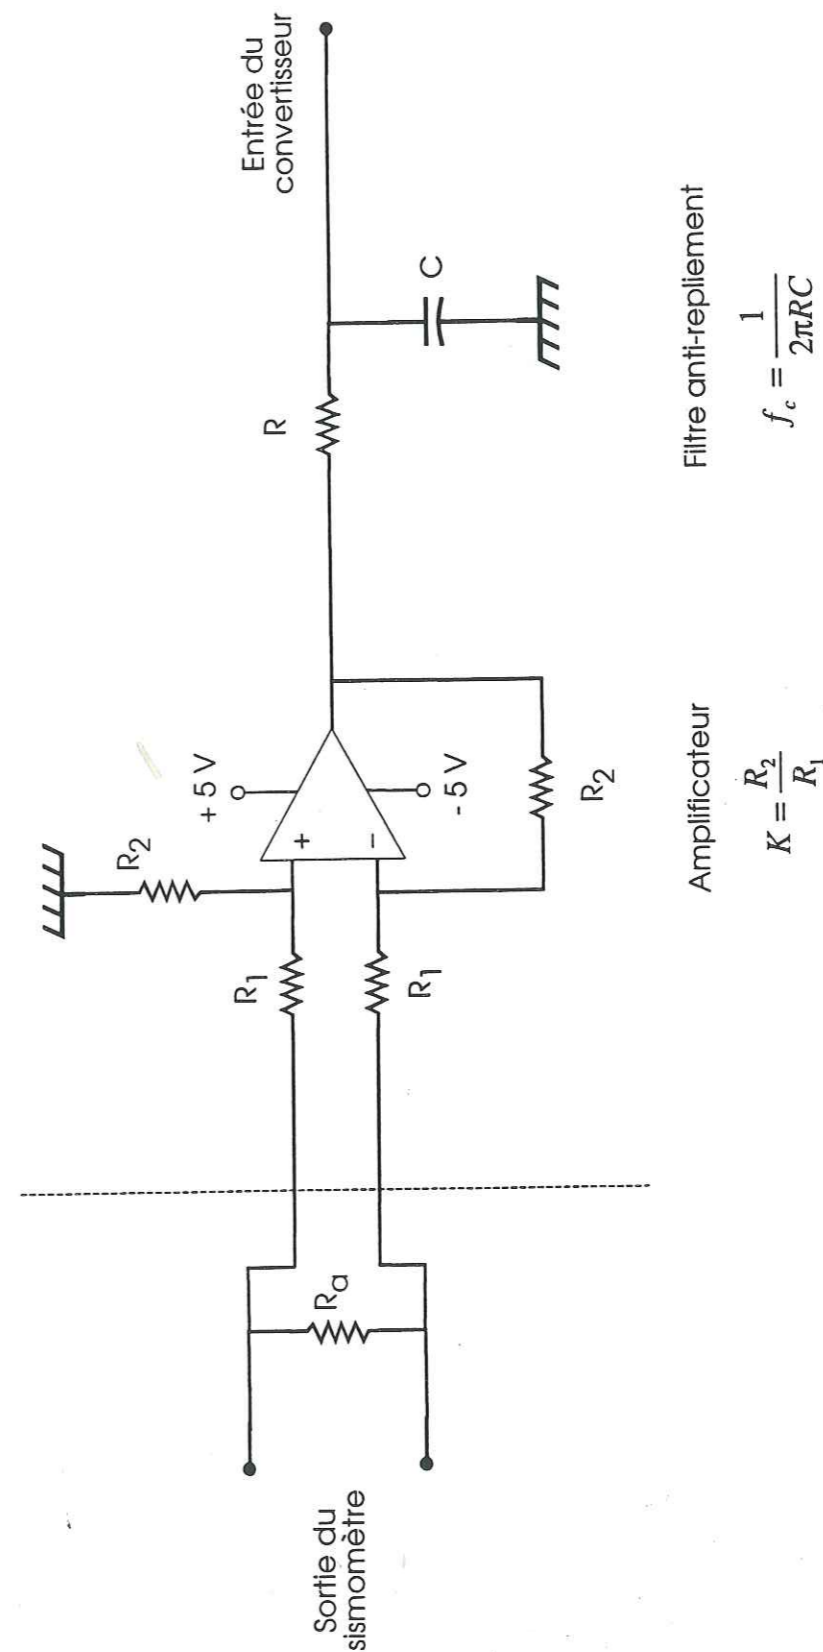 Sortie du
sismomètre
Ra
R1
R1
R2
+ 5 V
+
−
- 5 V
R2
R
C
Entrée du
convertisseur
Amplificateur
K = R2 / R1
Filtre anti-repliement
fc = 1 / 2πRC